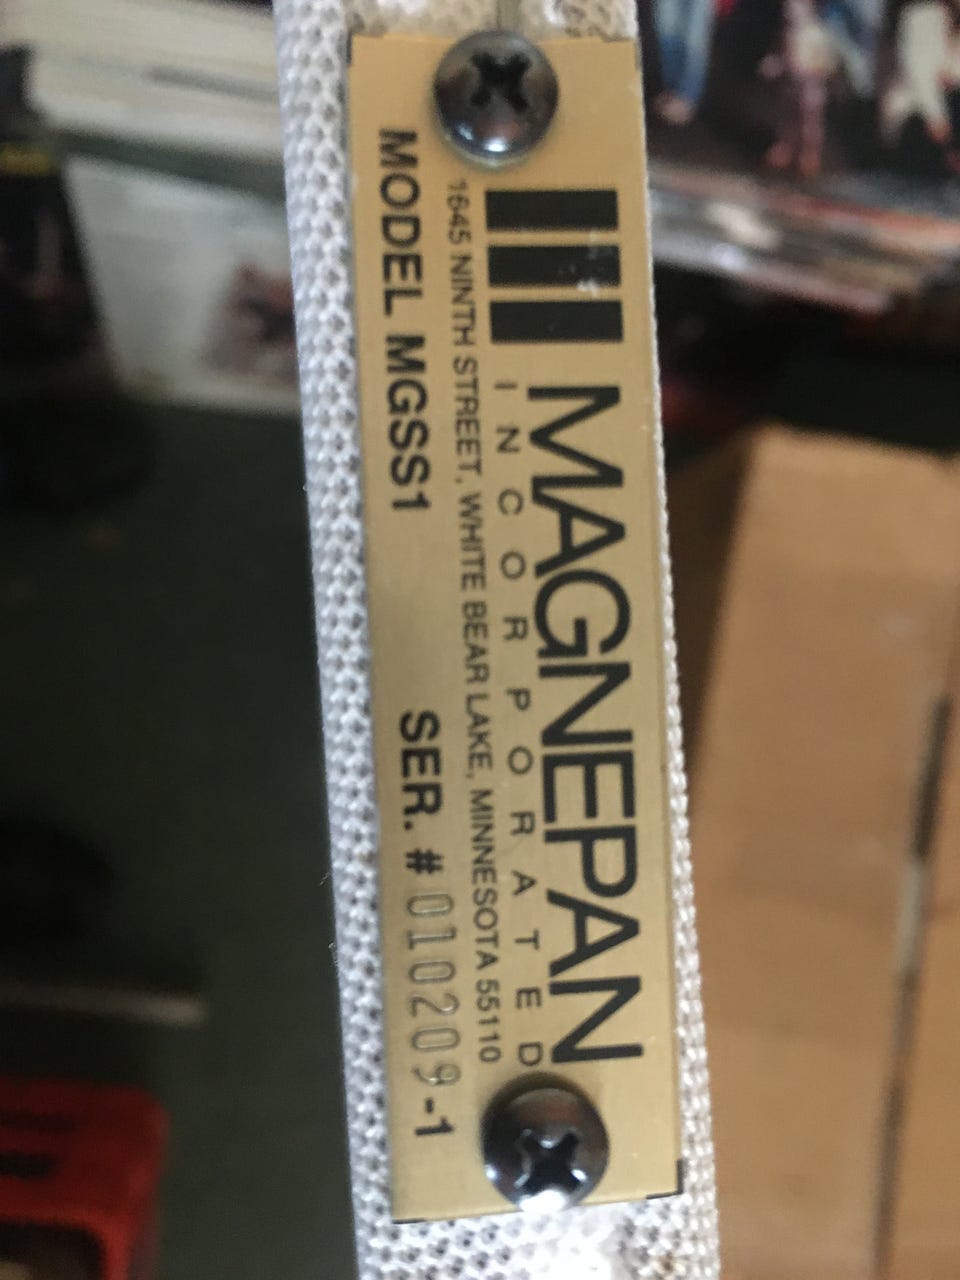 MAGNEPAN
INCORPORATED
1645 NINTH STREET, WHITE BEAR LAKE, MINNESOTA 55110
MODEL MGSS1 SER. # 010209-1